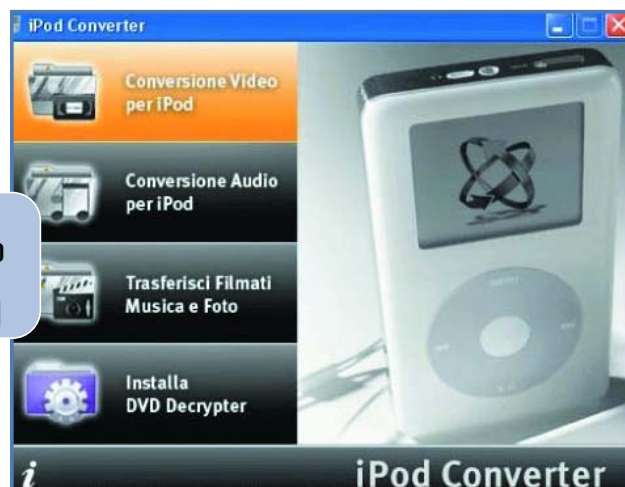 iPod Converter
Conversione Video
per iPod
Conversione Audio
per iPod
Trasferisci Filmati
Musica e Foto
Installa
DVD Decrypter
i
iPod Converter